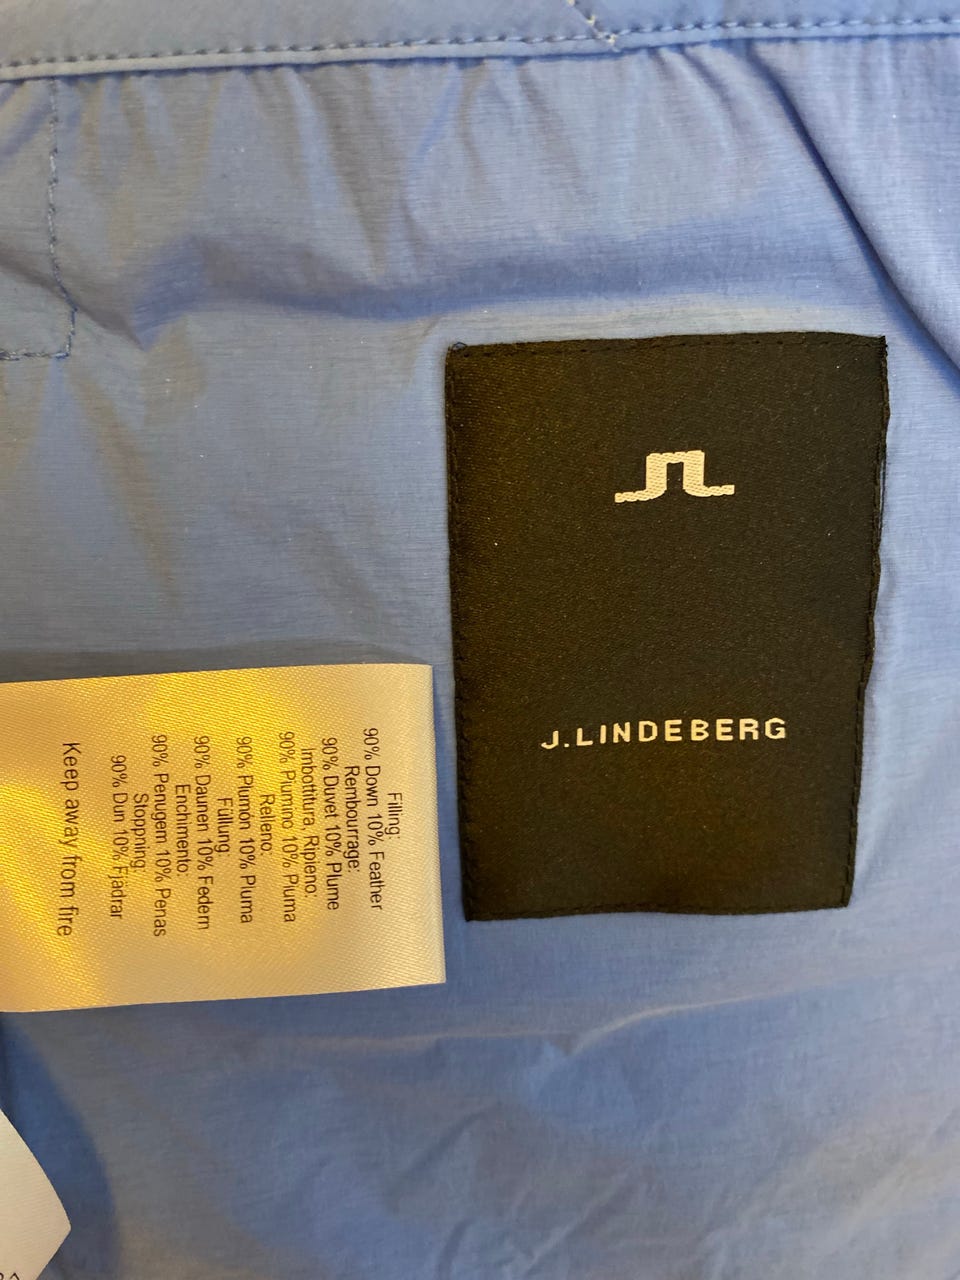 JL
J.LINDEBERG
Filling:
90% Down 10% Feather
Rembourrage:
90% Duvet 10% Plume
Imbottitura, Ripieno:
90% Piumino 10% Piuma
Relleno:
90% Plumón 10% Pluma
Füllung:
90% Daunen 10% Federn
Enchimento:
90% Penugem 10% Penas
Stoppning:
90% Dun 10% Fjädrar
Keep away from fire